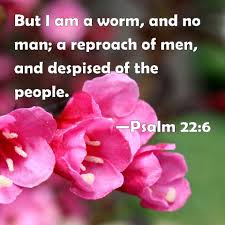 But I am a worm, and no
man; a reproach of men,
and despised of the
people.
—Psalm 22:6